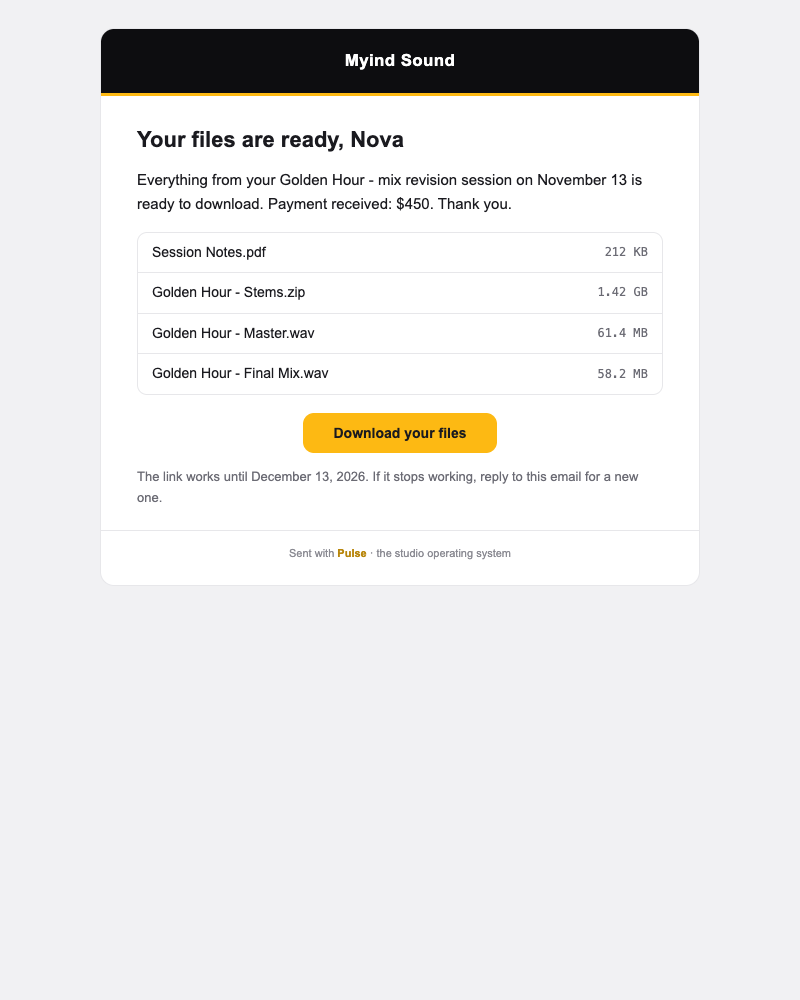 Myind Sound
Your files are ready, Nova
Everything from your Golden Hour - mix revision session on November 13 is
ready to download. Payment received: $450. Thank you.
Session Notes.pdf 212 KB
Golden Hour - Stems.zip 1.42 GB
Golden Hour - Master.wav 61.4 MB
Golden Hour - Final Mix.wav 58.2 MB
Download your files
The link works until December 13, 2026. If it stops working, reply to this email for a new
one.
Sent with Pulse · the studio operating system